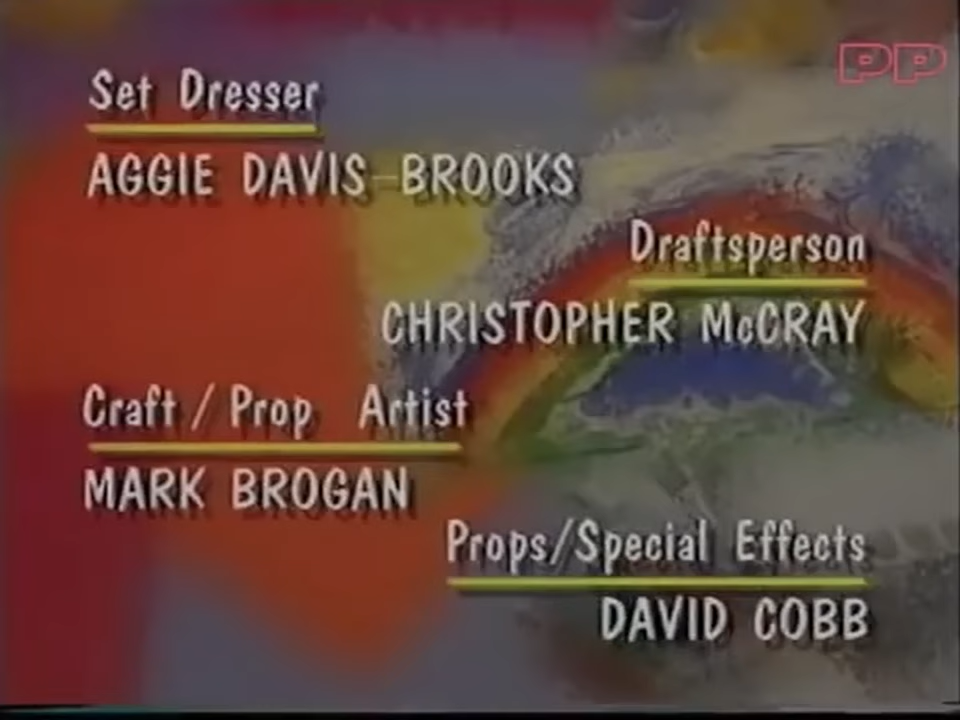 PP
Set Dresser
AGGIE DAVIS-BROOKS
Draftsperson
CHRISTOPHER McCRAY
Craft / Prop Artist
MARK BROGAN
Props/Special Effects
DAVID COBB